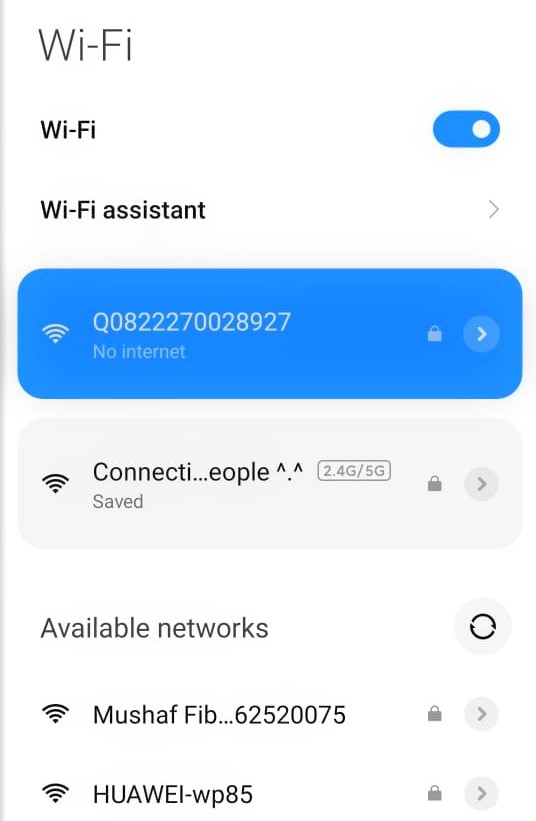 Wi-Fi
Wi-Fi
Wi-Fi assistant
Q0822270028927
No internet
Connecti...eople ^.^ 2.4G/5G
Saved
Available networks
Mushaf Fib...62520075
HUAWEI-wp85